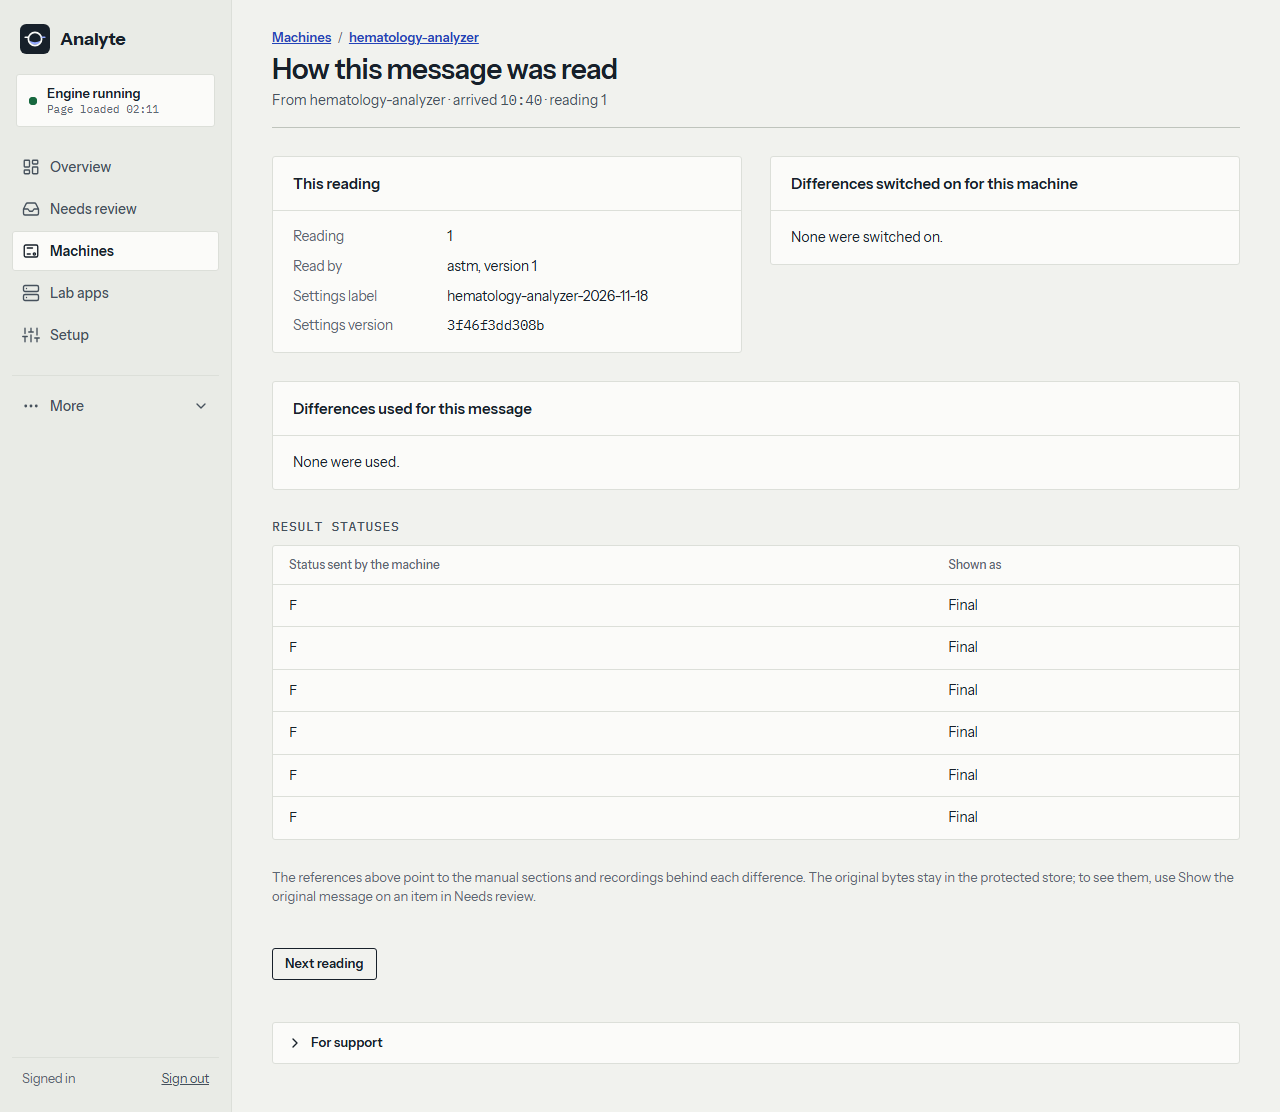 Analyte
Engine running
Page loaded 02:11
Overview
Needs review
Machines
Lab apps
Setup
More
Signed in
Sign out
Machines / hematology-analyzer
How this message was read
From hematology-analyzer · arrived 10:40 · reading 1
This reading
Reading 1
Read by astm, version 1
Settings label hematology-analyzer-2026-11-18
Settings version 3f46f3dd308b
Differences switched on for this machine
None were switched on.
Differences used for this message
None were used.
RESULT STATUSES
Status sent by the machine Shown as
F Final
F Final
F Final
F Final
F Final
F Final
The references above point to the manual sections and recordings behind each difference. The original bytes stay in the protected store; to see them, use Show the
original message on an item in Needs review.
Next reading
For support